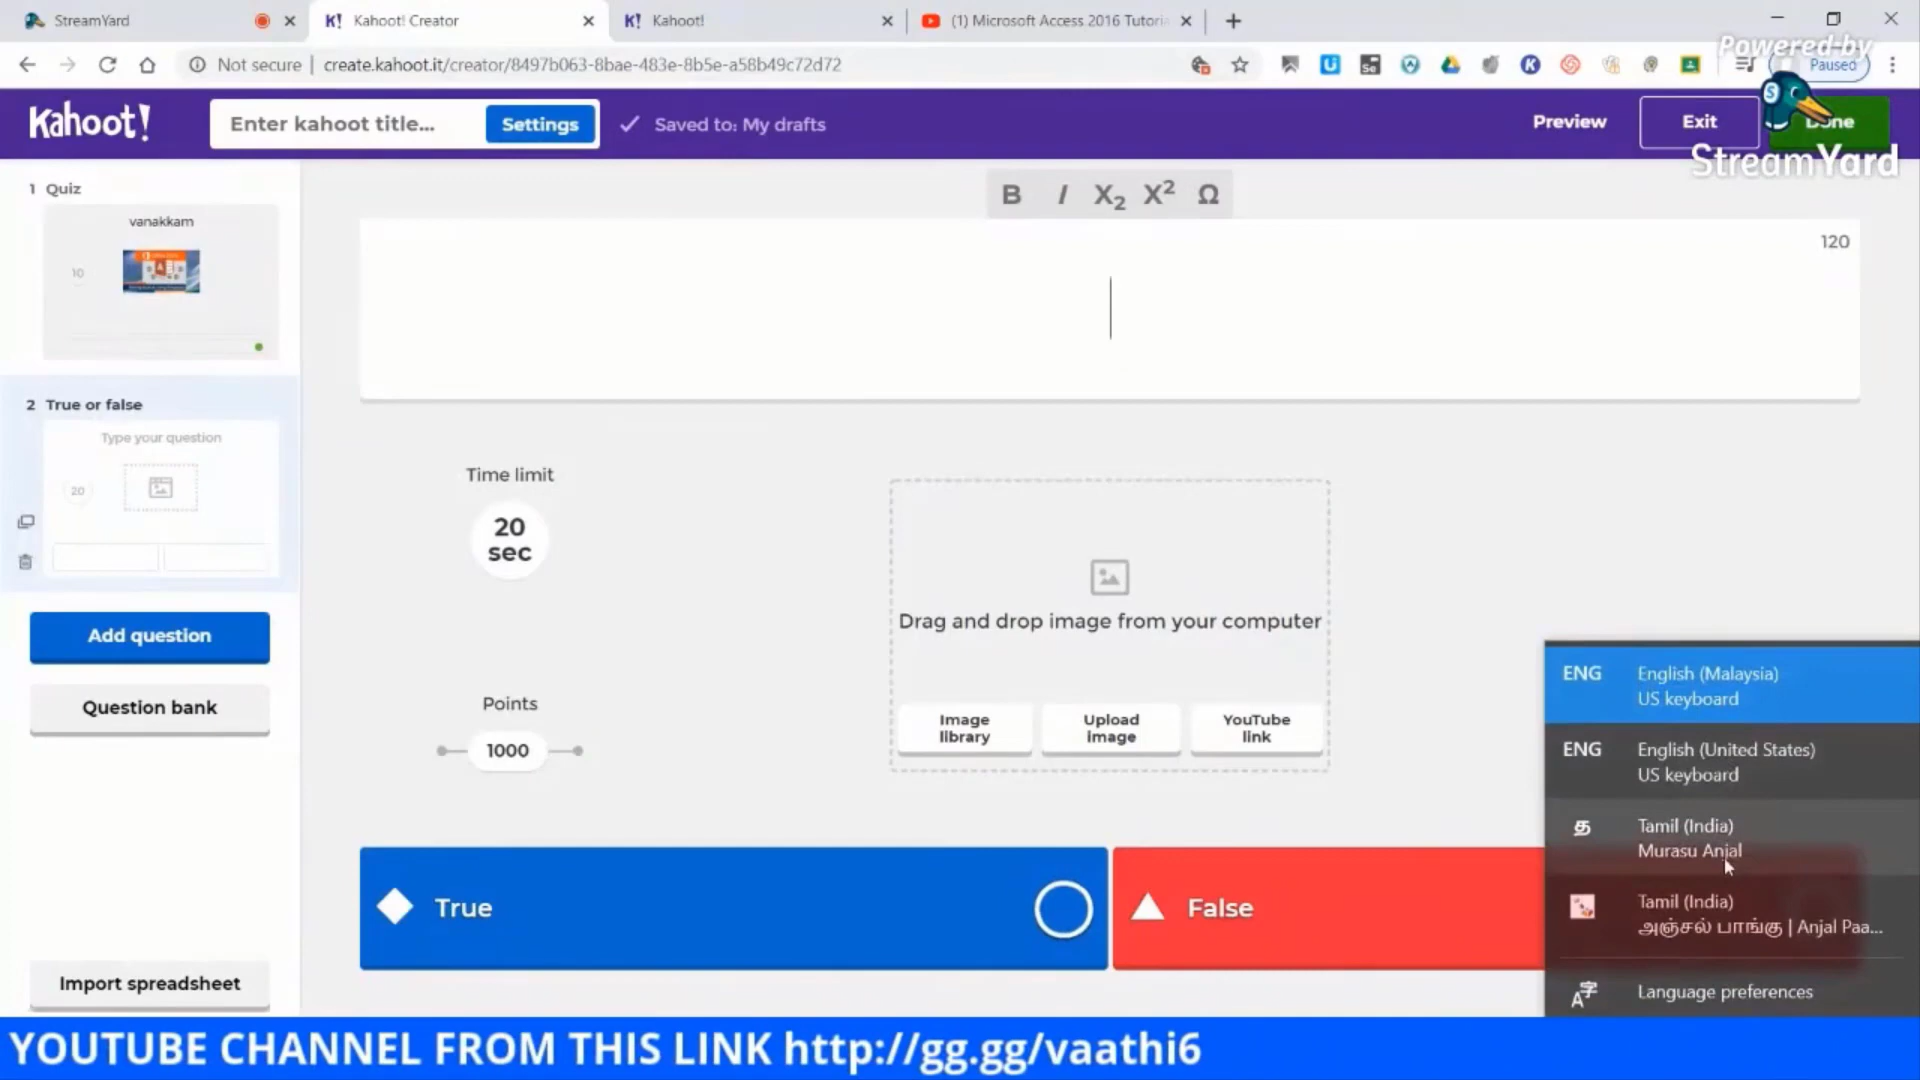 StreamYard
Kahoot! Creator
Kahoot!
(1) Microsoft Access 2016 Tutoria
Not secure | create.kahoot.it/creator/8497b063-8bae-483e-8b5e-a58b49c72d72
Paused
Powered by
StreamYard
Kahoot!
Enter kahoot title...
Settings
Saved to: My drafts
Preview
Exit
Done
1 Quiz
vanakkam
10
B I X2 X2 Ω
120
2 True or false
Type your question
20
Add question
Question bank
Import spreadsheet
Time limit
20
sec
Points
1000
Drag and drop image from your computer
Image
library
Upload
image
YouTube
link
True
False
ENG English (Malaysia)
US keyboard
ENG English (United States)
US keyboard
த Tamil (India)
Murasu Anjal
Tamil (India)
அஞ்சல் பாங்கு | Anjal Paa...
Language preferences
YOUTUBE CHANNEL FROM THIS LINK http://gg.gg/vaathi6